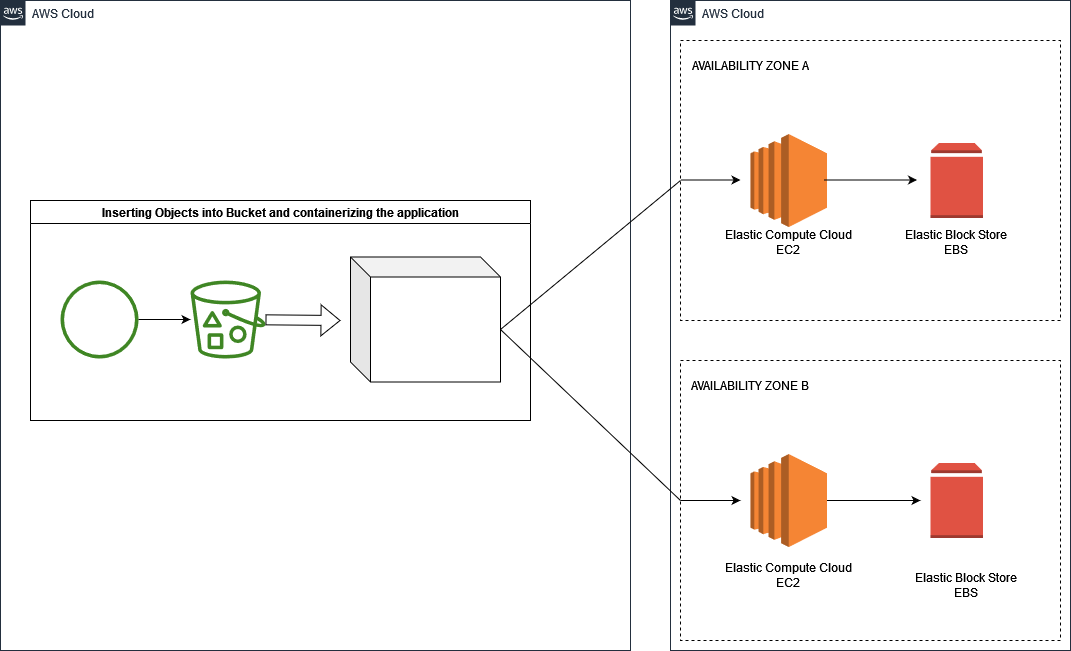 aws
AWS Cloud
Inserting Objects into Bucket and containerizing the application
aws
AWS Cloud
AVAILABILITY ZONE A
Elastic Compute Cloud
EC2
Elastic Block Store
EBS
AVAILABILITY ZONE B
Elastic Compute Cloud
EC2
Elastic Block Store
EBS